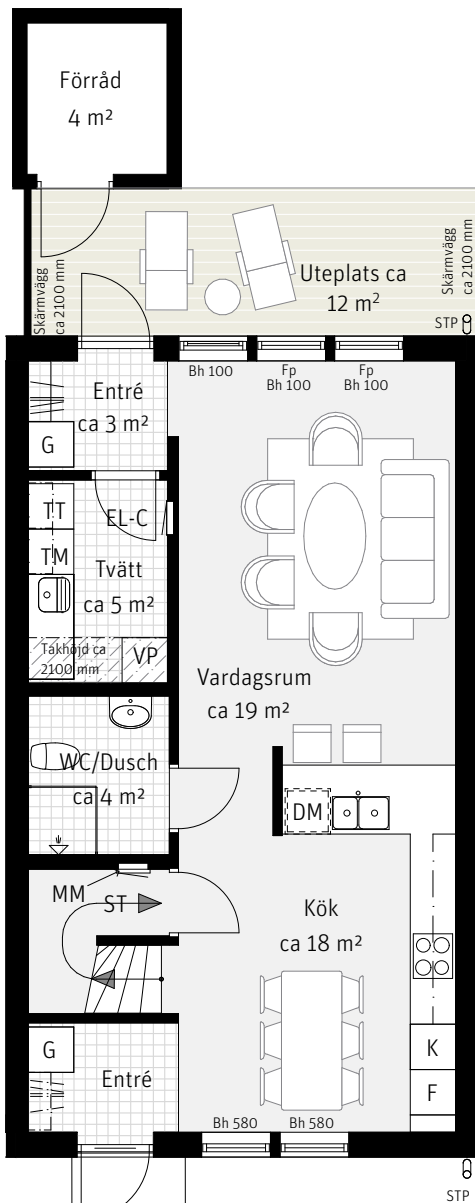 Förråd
4 m²
Skärmvägg
ca 2100 mm
Uteplats ca
12 m²
Skärmvägg
ca 2100 mm
STP
Bh 100
Fp
Bh 100
Fp
Bh 100
Entré
ca 3 m²
G
TT
EL-C
TM
Tvätt
ca 5 m²
Takhöjd ca
2100 mm
VP
Vardagsrum
ca 19 m²
WC/Dusch
ca 4 m²
DM
MM
ST
Kök
ca 18 m²
G
Entré
K
F
Bh 580
Bh 580
STP